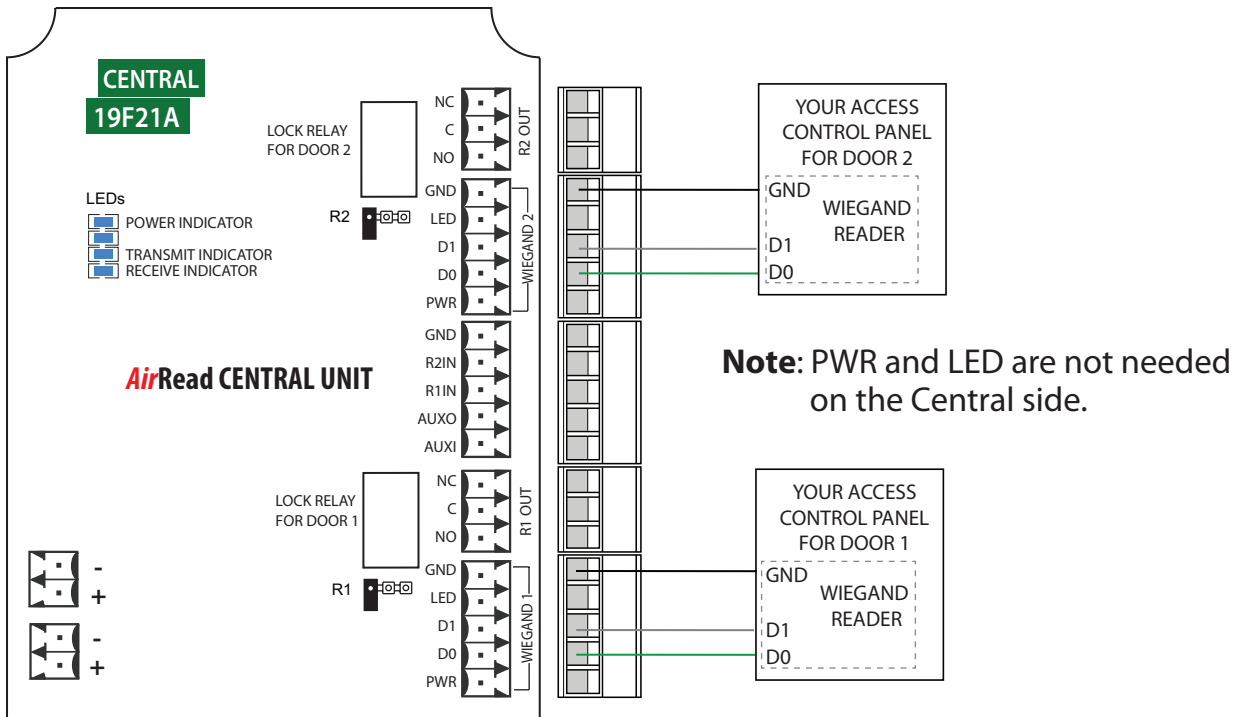 CENTRAL
19F21A
LEDs
POWER INDICATOR
TRANSMIT INDICATOR
RECEIVE INDICATOR
AirRead CENTRAL UNIT
LOCK RELAY
FOR DOOR 2
R2
NC
C
NO
R2 OUT
GND
LED
D1
D0
PWR
WIEGAND 2
GND
R2IN
R1IN
AUXO
AUXI
LOCK RELAY
FOR DOOR 1
R1
NC
C
NO
R1 OUT
GND
LED
D1
D0
PWR
WIEGAND 1
-
+
-
+
YOUR ACCESS
CONTROL PANEL
FOR DOOR 2
GND
WIEGAND
READER
D1
D0
Note: PWR and LED are not needed
on the Central side.
YOUR ACCESS
CONTROL PANEL
FOR DOOR 1
GND
WIEGAND
READER
D1
D0